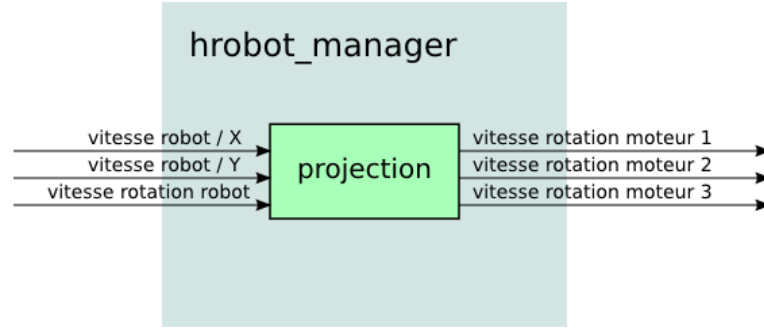 hrobot_manager
vitesse robot / X
vitesse robot / Y
vitesse rotation robot
projection
vitesse rotation moteur 1
vitesse rotation moteur 2
vitesse rotation moteur 3